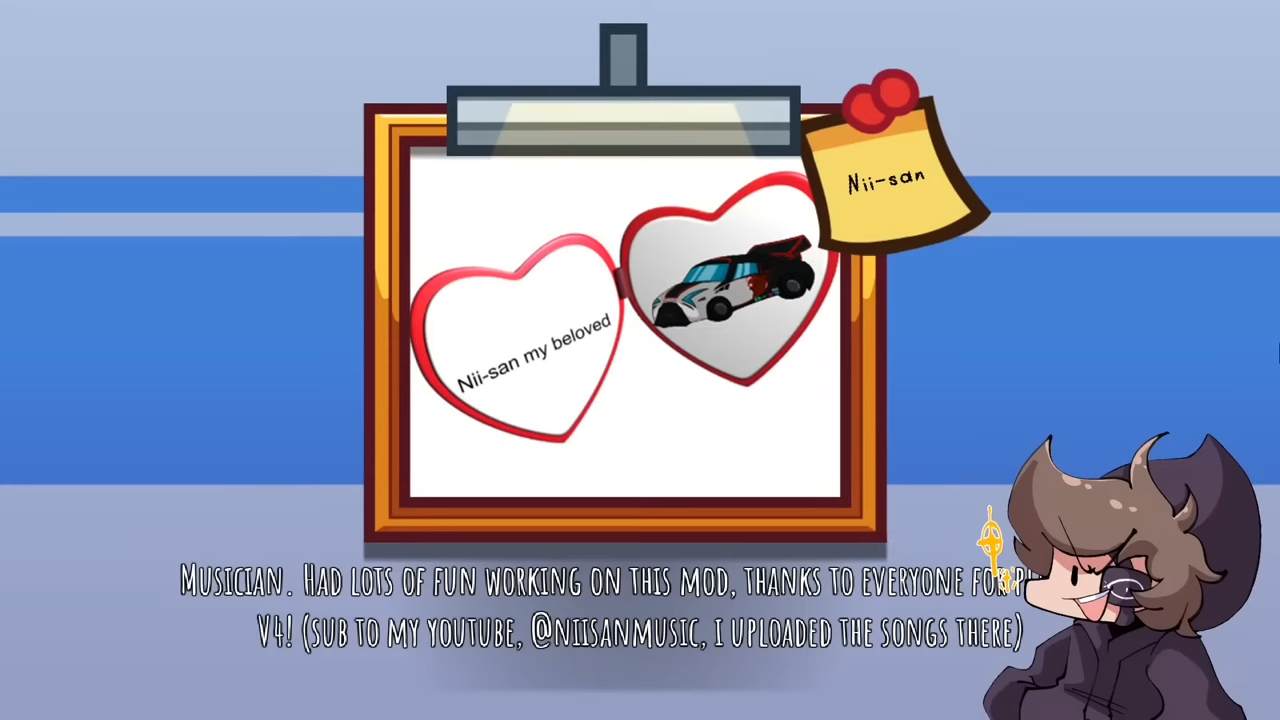 Nii-san
Nii-san my beloved
MUSICIAN. HAD LOTS OF FUN WORKING ON THIS MOD, THANKS TO EVERYONE FOR
V4! (SUB TO MY YOUTUBE, @NIISANMUSIC, I UPLOADED THE SONGS THERE)